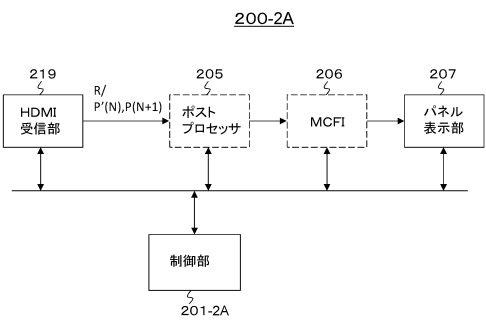 200-2A
219
HDMI
受信部
R/
P'(N),P(N+1)
205
ポスト
プロセッサ
206
MCFI
207
パネル
表示部
制御部
201-2A